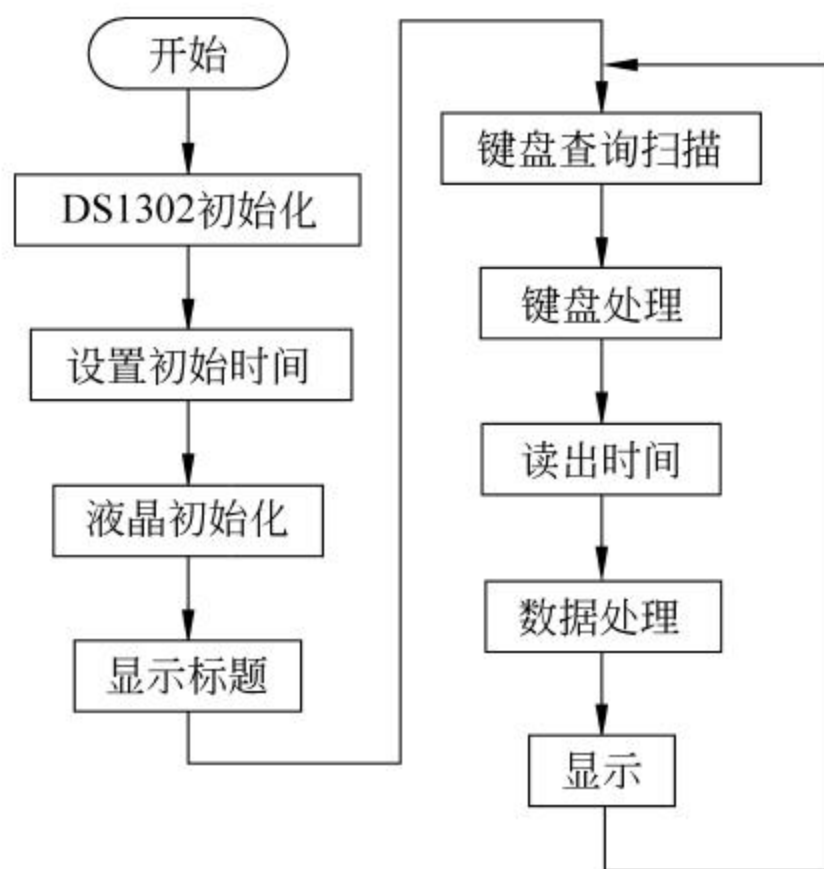 开始
DS1302初始化
设置初始时间
液晶初始化
显示标题
键盘查询扫描
键盘处理
读出时间
数据处理
显示